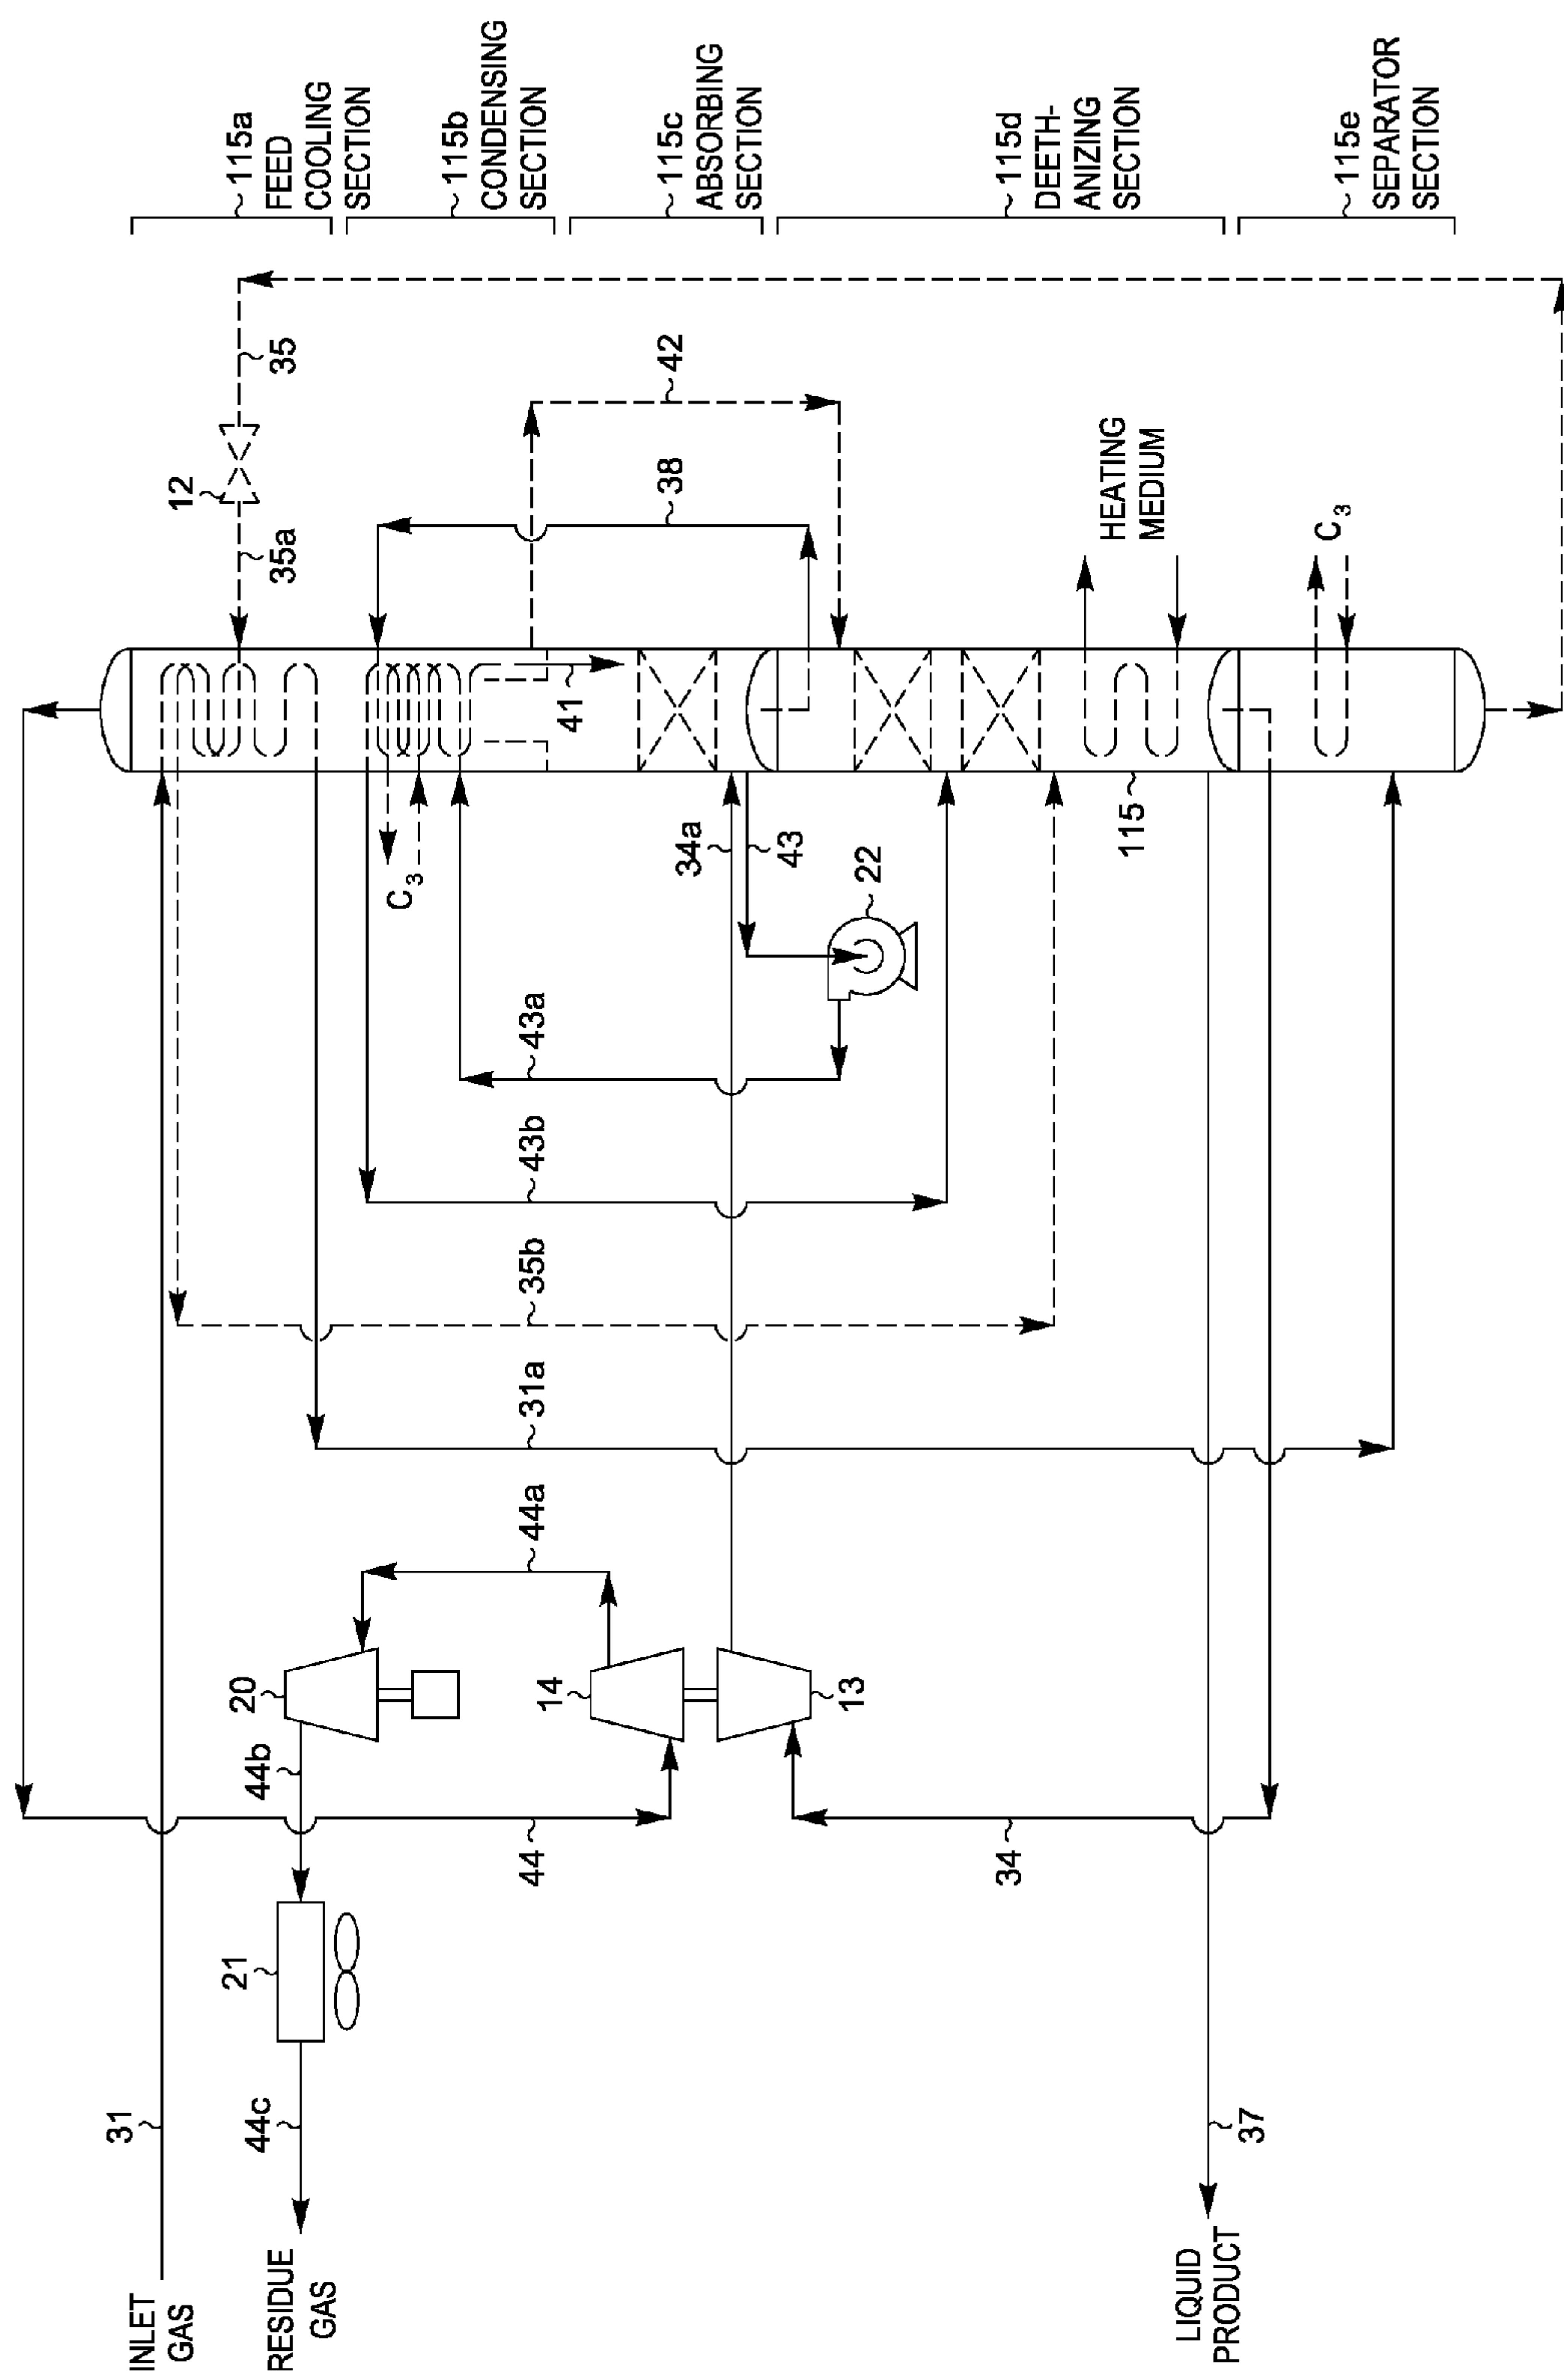 115a
FEED
COOLING
SECTION
115b
CONDENSING
SECTION
115c
ABSORBING
SECTION
115d
DEETH-
ANIZING
SECTION
115e
SEPARATOR
SECTION
12
35
35a
42
38
HEATING
MEDIUM
C3
41
C3
34a
43
22
115
43a
43b
35b
31a
44a
20
14
13
44b
44
34
21
31
44c
37
INLET
GAS
RESIDUE
GAS
LIQUID
PRODUCT